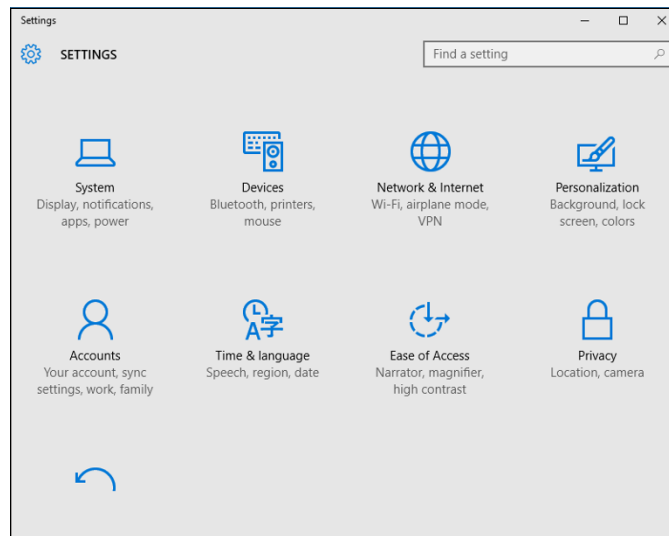 Settings
SETTINGS
Find a setting
System
Display, notifications,
apps, power
Devices
Bluetooth, printers,
mouse
Network & Internet
Wi-Fi, airplane mode,
VPN
Personalization
Background, lock
screen, colors
Accounts
Your account, sync
settings, work, family
Time & language
Speech, region, date
Ease of Access
Narrator, magnifier,
high contrast
Privacy
Location, camera